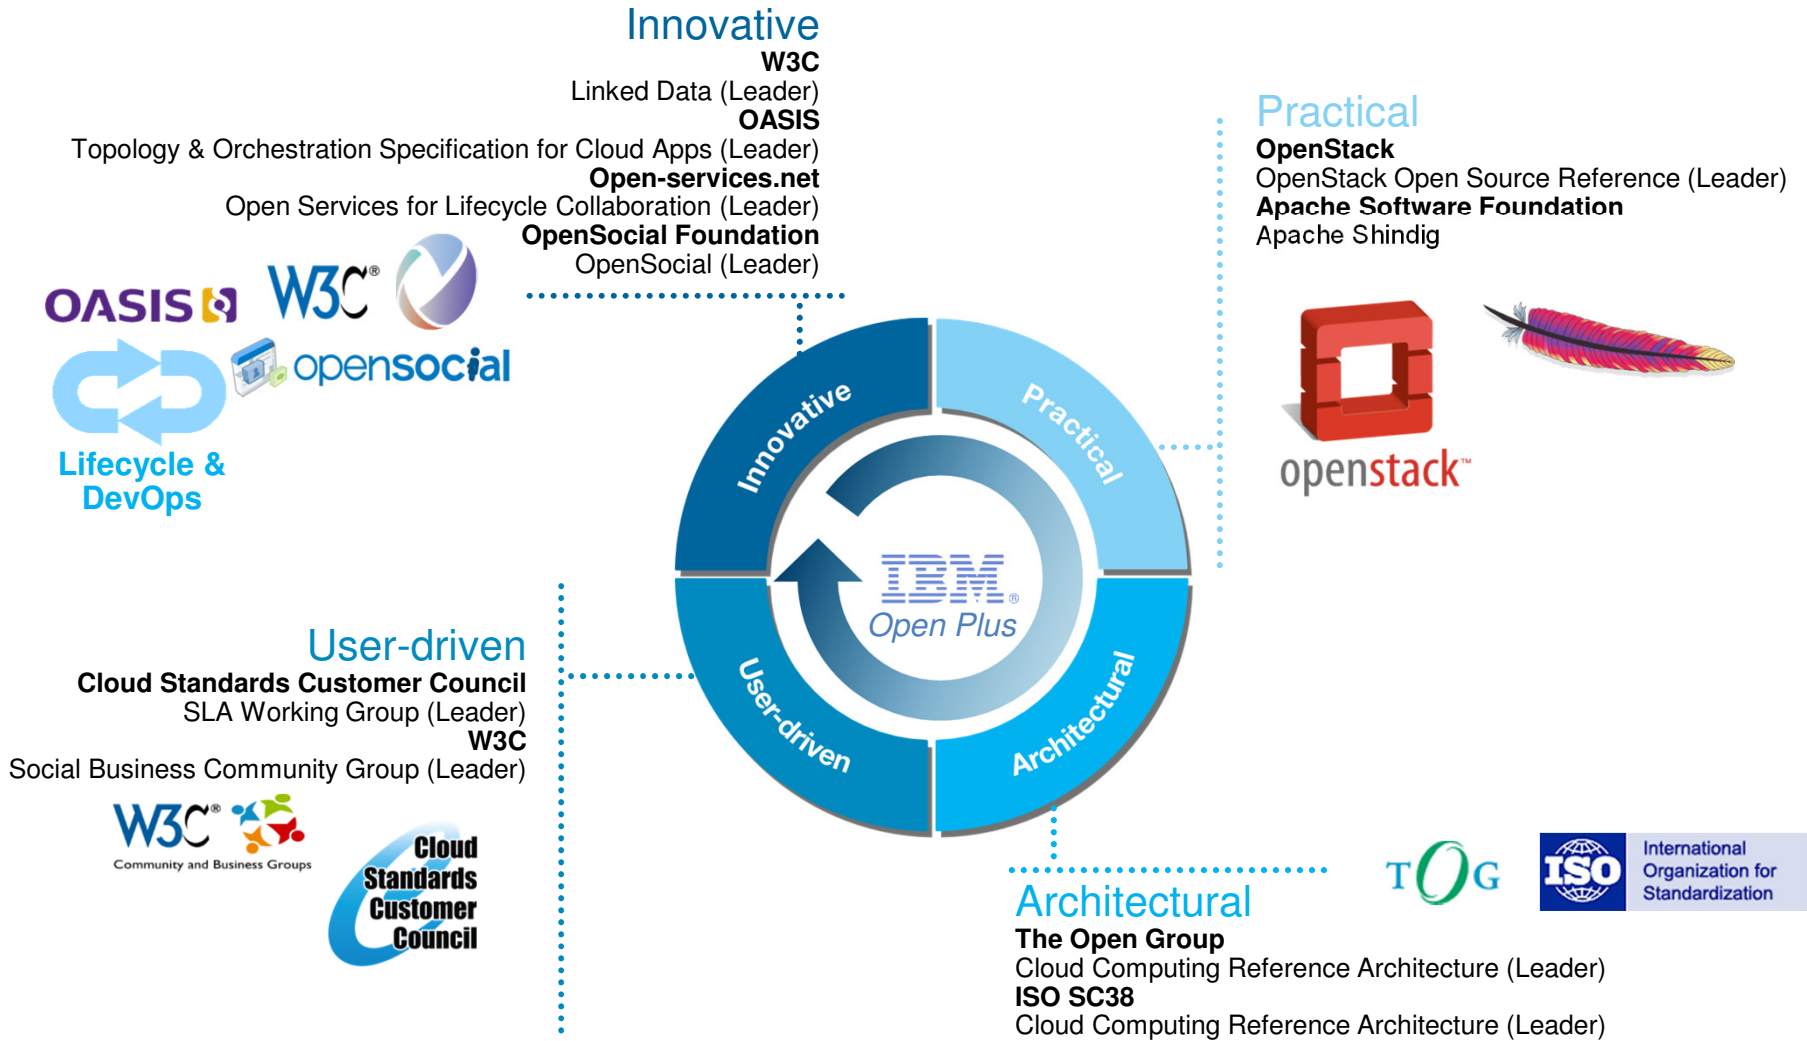 Innovative
W3C
Linked Data (Leader)
OASIS
Topology & Orchestration Specification for Cloud Apps (Leader)
Open-services.net
Open Services for Lifecycle Collaboration (Leader)
OpenSocial Foundation
OpenSocial (Leader)
OASIS
W3C®
opensocial
Lifecycle &
DevOps
Practical
OpenStack
OpenStack Open Source Reference (Leader)
Apache Software Foundation
Apache Shindig
openstack™
Innovative
Practical
IBM®
Open Plus
User-driven
Architectural
User-driven
Cloud Standards Customer Council
SLA Working Group (Leader)
W3C
Social Business Community Group (Leader)
W3C®
Community and Business Groups
Cloud
Standards
Customer
Council
TOG
ISO
International
Organization for
Standardization
Architectural
The Open Group
Cloud Computing Reference Architecture (Leader)
ISO SC38
Cloud Computing Reference Architecture (Leader)